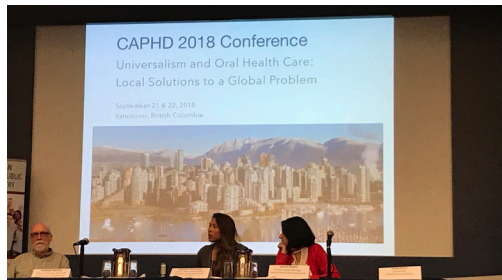 CAPHD 2018 Conference
Universalism and Oral Health Care:
Local Solutions to a Global Problem
September 21 & 22, 2018
Vancouver, British Columbia